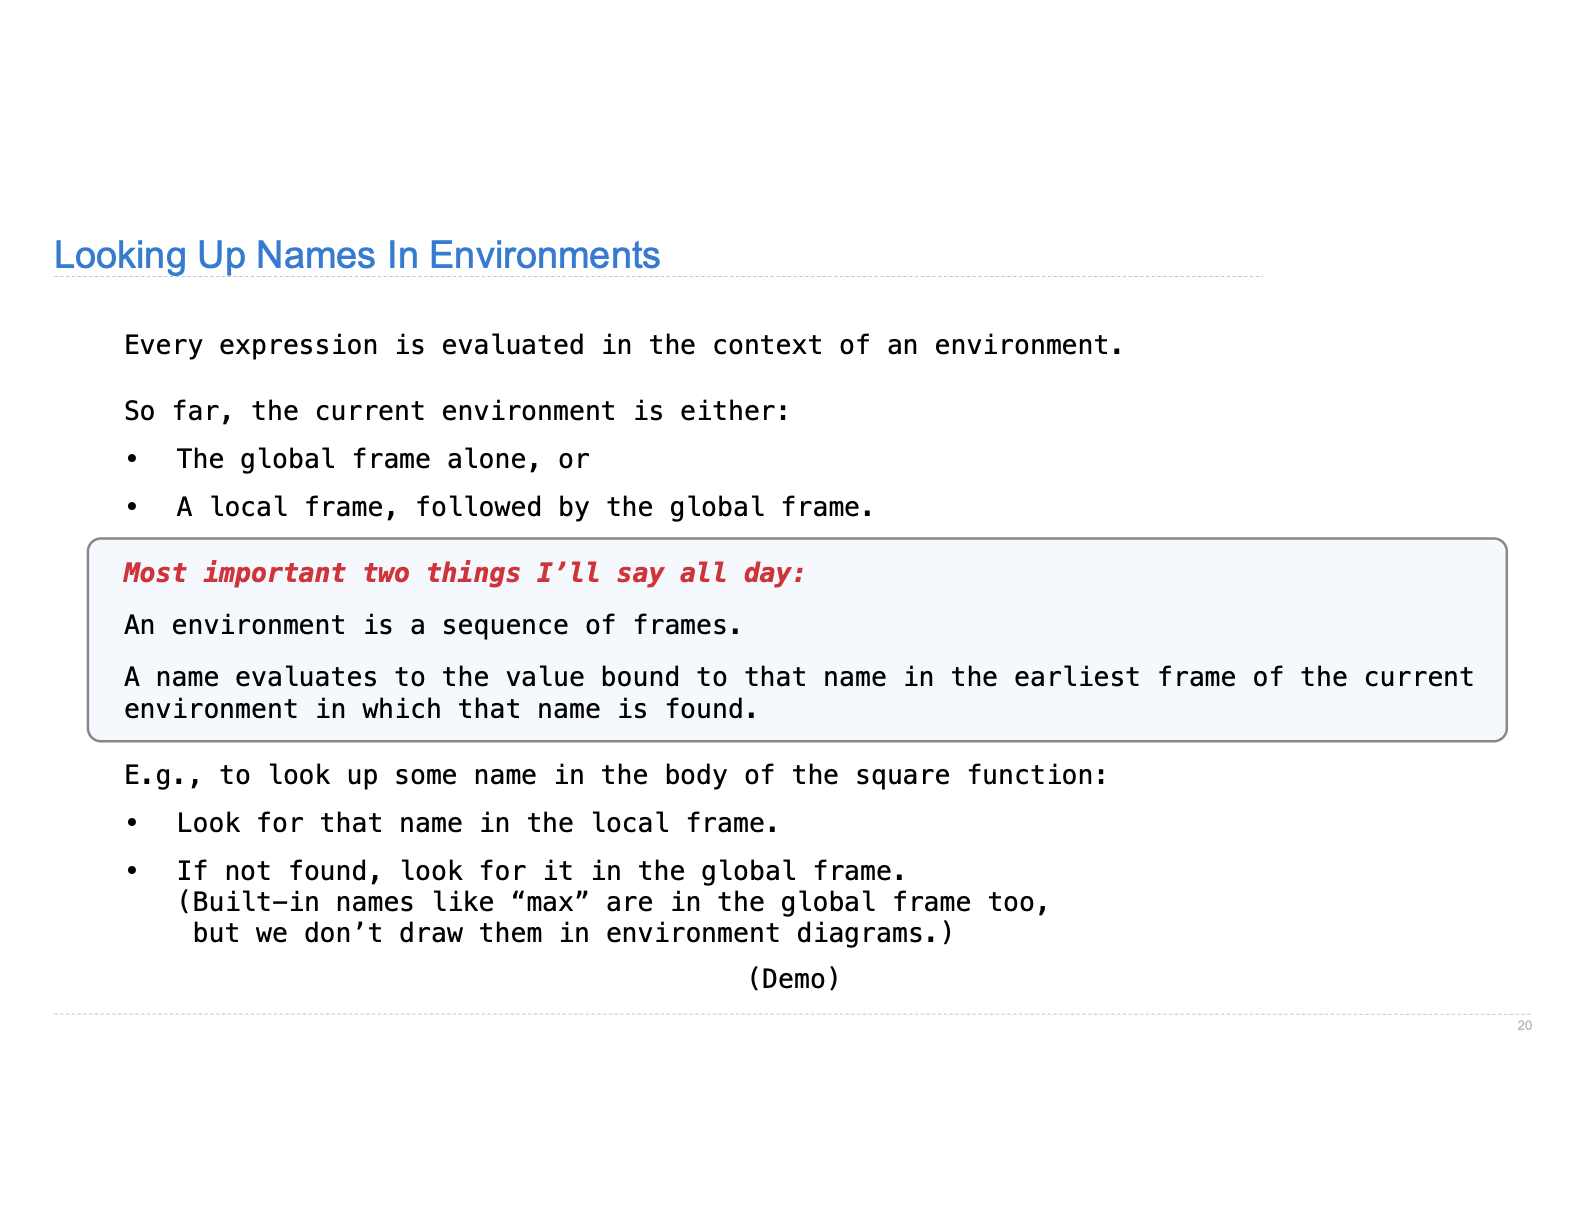 Looking Up Names In Environments
Every expression is evaluated in the context of an environment.
So far, the current environment is either:
• The global frame alone, or
• A local frame, followed by the global frame.
Most important two things I’ll say all day:
An environment is a sequence of frames.
A name evaluates to the value bound to that name in the earliest frame of the current
environment in which that name is found.
E.g., to look up some name in the body of the square function:
• Look for that name in the local frame.
• If not found, look for it in the global frame.
(Built–in names like “max” are in the global frame too,
but we don’t draw them in environment diagrams.)
(Demo)
20